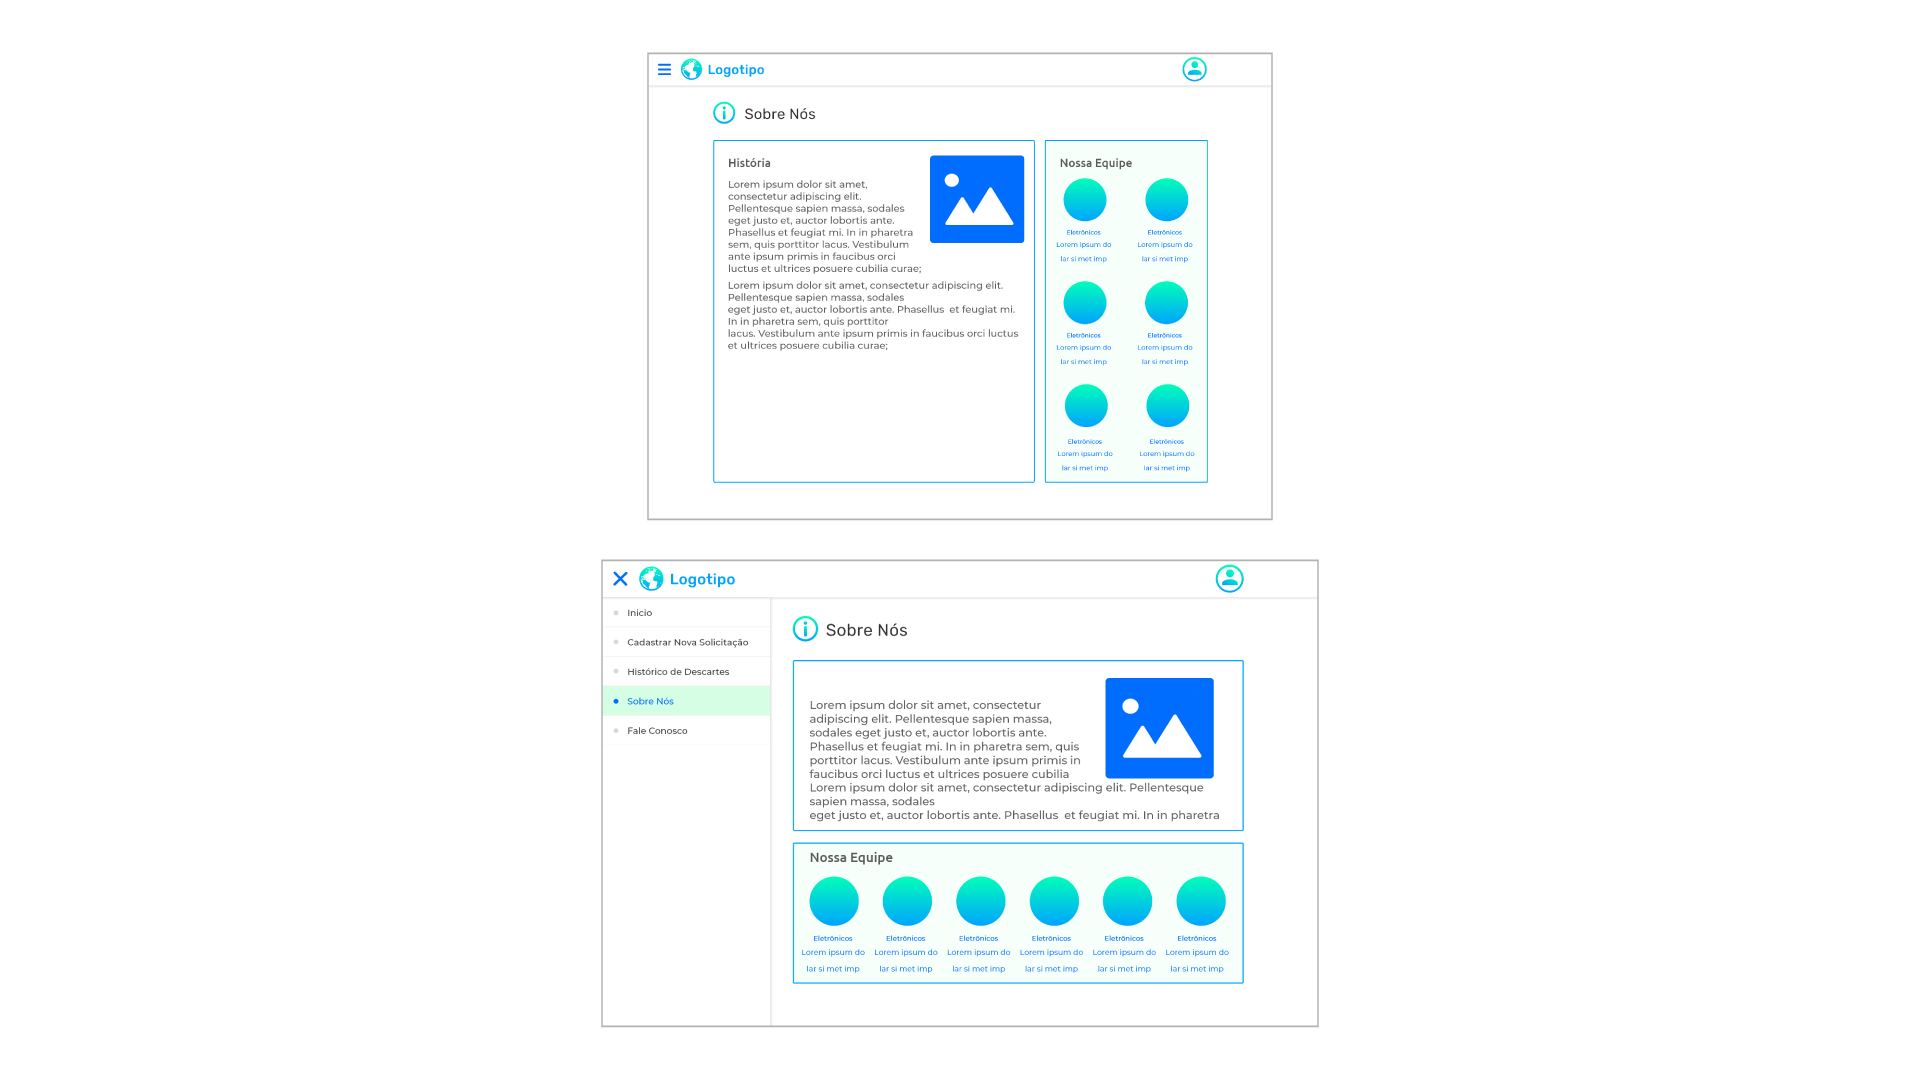 Logotipo
Sobre Nós
História
Lorem ipsum dolor sit amet,
consectetur adipiscing elit.
Pellentesque sapien massa, sodales
eget justo et, auctor lobortis ante.
Phasellus et feugiat mi. In in pharetra
sem, quis porttitor lacus. Vestibulum
ante ipsum primis in faucibus orci
luctus et ultrices posuere cubilia curae;
Lorem ipsum dolor sit amet, consectetur adipiscing elit.
Pellentesque sapien massa, sodales
eget justo et, auctor lobortis ante. Phasellus  et feugiat mi.
In in pharetra sem, quis porttitor
lacus. Vestibulum ante ipsum primis in faucibus orci luctus
et ultrices posuere cubilia curae;
Nossa Equipe
Eletrônicos
Lorem ipsum do
lar si met imp
Eletrônicos
Lorem ipsum do
lar si met imp
Eletrônicos
Lorem ipsum do
lar si met imp
Eletrônicos
Lorem ipsum do
lar si met imp
Eletrônicos
Lorem ipsum do
lar si met imp
Eletrônicos
Lorem ipsum do
lar si met imp
Logotipo
Inicio
Cadastrar Nova Solicitação
Histórico de Descartes
Sobre Nós
Fale Conosco
Sobre Nós
Lorem ipsum dolor sit amet, consectetur
adipiscing elit. Pellentesque sapien massa,
sodales eget justo et, auctor lobortis ante.
Phasellus et feugiat mi. In in pharetra sem, quis
porttitor lacus. Vestibulum ante ipsum primis in
faucibus orci luctus et ultrices posuere cubilia
Lorem ipsum dolor sit amet, consectetur adipiscing elit. Pellentesque
sapien massa, sodales
eget justo et, auctor lobortis ante. Phasellus  et feugiat mi. In in pharetra
Nossa Equipe
Eletrônicos
Lorem ipsum do
lar si met imp
Eletrônicos
Lorem ipsum do
lar si met imp
Eletrônicos
Lorem ipsum do
lar si met imp
Eletrônicos
Lorem ipsum do
lar si met imp
Eletrônicos
Lorem ipsum do
lar si met imp
Eletrônicos
Lorem ipsum do
lar si met imp